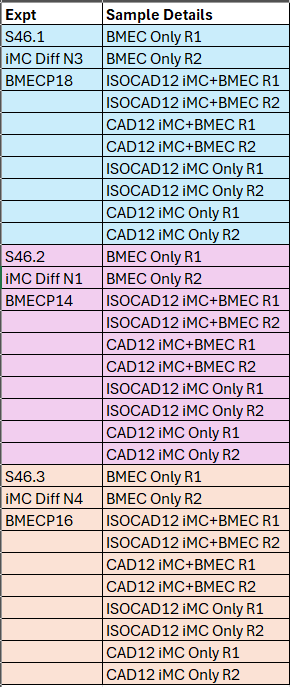 Expt Sample Details
S46.1 BMEC Only R1
iMC Diff N3 BMEC Only R2
BMECP18 ISOCAD12 iMC+BMEC R1
ISOCAD12 iMC+BMEC R2
CAD12 iMC+BMEC R1
CAD12 iMC+BMEC R2
ISOCAD12 iMC Only R1
ISOCAD12 iMC Only R2
CAD12 iMC Only R1
CAD12 iMC Only R2
S46.2 BMEC Only R1
iMC Diff N1 BMEC Only R2
BMECP14 ISOCAD12 iMC+BMEC R1
ISOCAD12 iMC+BMEC R2
CAD12 iMC+BMEC R1
CAD12 iMC+BMEC R2
ISOCAD12 iMC Only R1
ISOCAD12 iMC Only R2
CAD12 iMC Only R1
CAD12 iMC Only R2
S46.3 BMEC Only R1
iMC Diff N4 BMEC Only R2
BMECP16 ISOCAD12 iMC+BMEC R1
ISOCAD12 iMC+BMEC R2
CAD12 iMC+BMEC R1
CAD12 iMC+BMEC R2
ISOCAD12 iMC Only R1
ISOCAD12 iMC Only R2
CAD12 iMC Only R1
CAD12 iMC Only R2